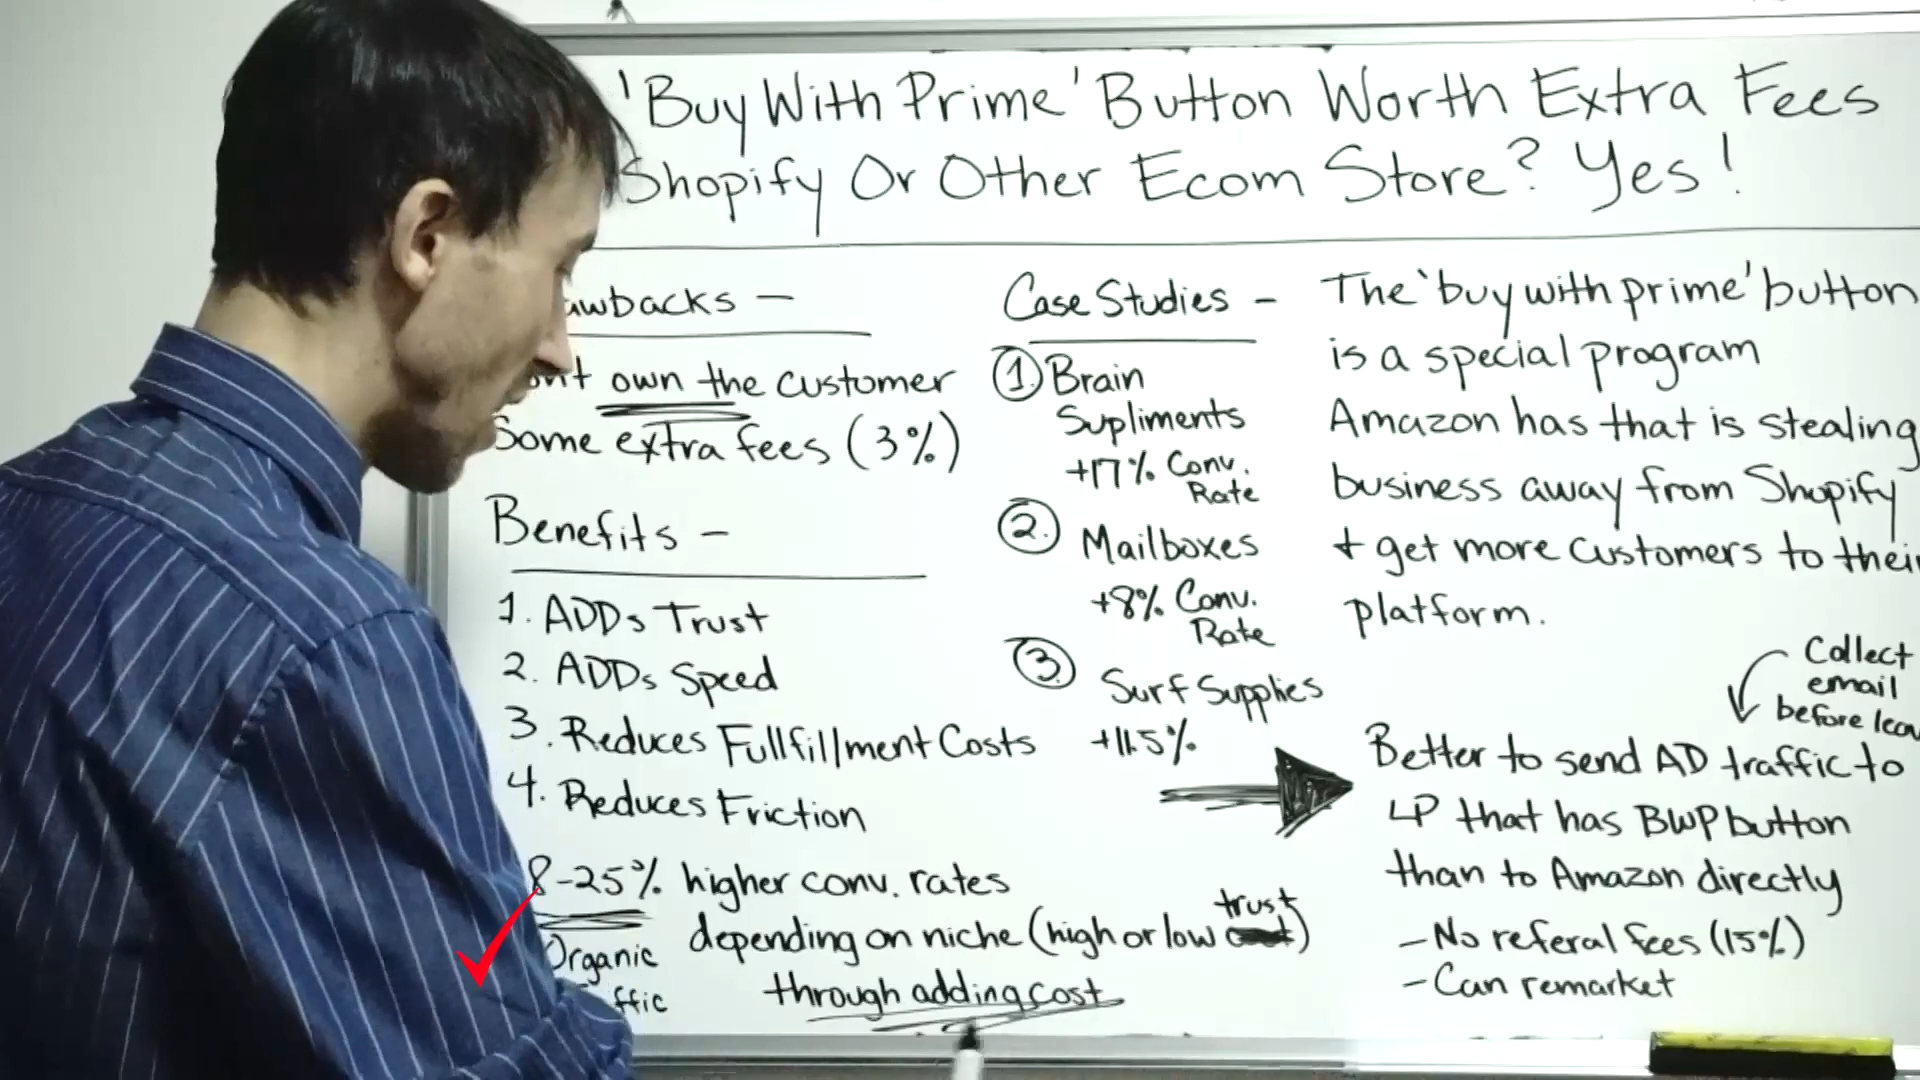 'Buy With Prime' Button Worth Extra Fees
Shopify Or Other Ecom Store? Yes!
awbacks -
ont own the customer
Some extra fees (3%)
Benefits -
1. ADDs Trust
2. ADDs Speed
3. Reduces Fullfillment Costs
4. Reduces Friction
8-25% higher conv. rates
depending on niche (high or low trust)
through adding cost
Organic
ffic
Case Studies -
1. Brain
Supliments
+17% Conv.
Rate
2. Mailboxes
+8% Conv.
Rate
3. Surf Supplies
+11.5%
The 'buy with prime' button
is a special program
Amazon has that is stealing
business away from Shopify
+ get more customers to their
platform.
Collect
email
before leav
Better to send AD traffic to
LP that has BWP button
than to Amazon directly
- No referal fees (15%)
- Can remarket